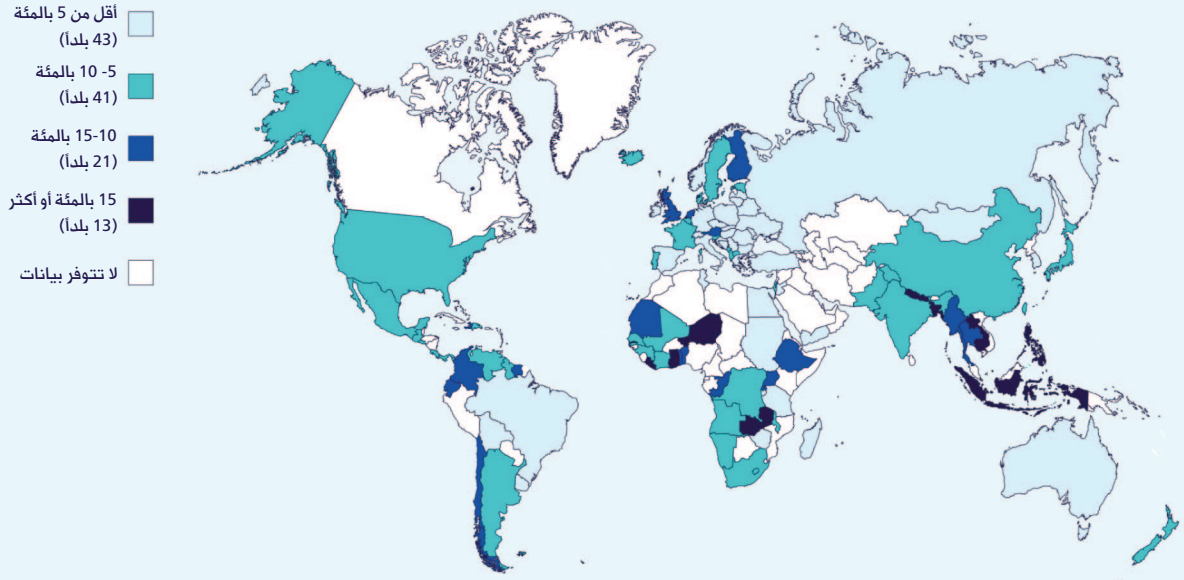 أقل من 5 بالمئة
(43 بلداً)
5- 10 بالمئة
(41 بلداً)
10-15 بالمئة
(21 بلداً)
15 بالمئة أو أكثر
(13 بلداً)
لا تتوفر بيانات